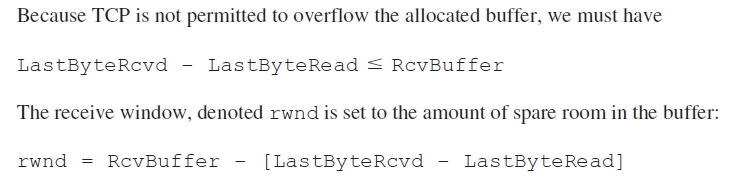 Because TCP is not permitted to overflow the allocated buffer, we must have
LastByteRcvd – LastByteRead ≤ RcvBuffer
The receive window, denoted rwnd is set to the amount of spare room in the buffer:
rwnd = RcvBuffer – [LastByteRcvd – LastByteRead]